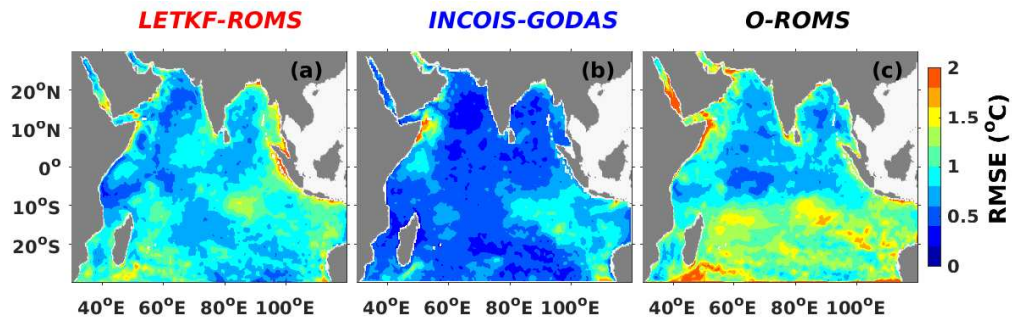 LETKF-ROMS INCOIS-GODAS O-ROMS
(a) (b) (c)
20°N
10°N
0°
10°S
20°S
40°E 60°E 80°E 100°E 40°E 60°E 80°E 100°E 40°E 60°E 80°E 100°E
2
1.5
1
0.5
0
RMSE (°C)